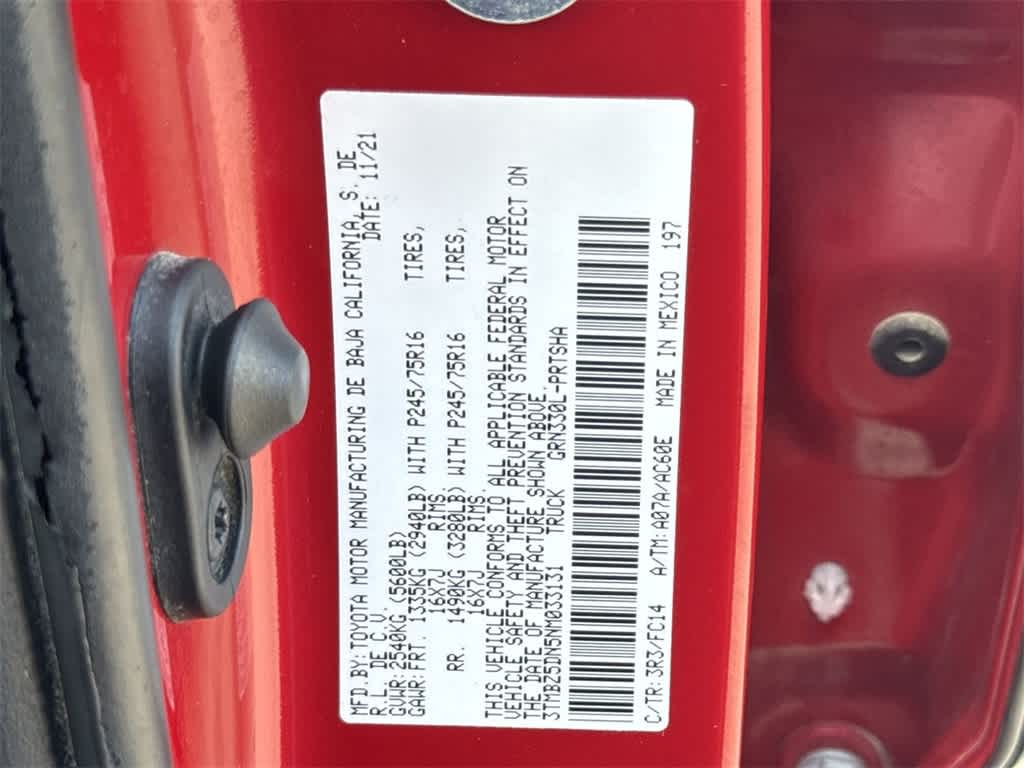 MFD.BY:TOYOTA MOTOR MANUFACTURING DE BAJA CALIFORNIA, S. DE
R.L. DE C.V. DATE: 11/21
GVWR:2540KG (5600LB)
GAWR:FRT. 1335KG (2940LB) WITH P245/75R16 TIRES,
16X7J RIMS.
RR. 1490KG (3280LB) WITH P245/75R16 TIRES,
16X7J RIMS.
THIS VEHICLE CONFORMS TO ALL APPLICABLE FEDERAL MOTOR
VEHICLE SAFETY AND THEFT PREVENTION STANDARDS IN EFFECT ON
THE DATE OF MANUFACTURE SHOWN ABOVE.
3TMBZ5DN5NM033131 TRUCK GRN330L-PRTSHA
C/TR:3R3/FC14 A/TM:A07A/AC60E MADE IN MEXICO 197